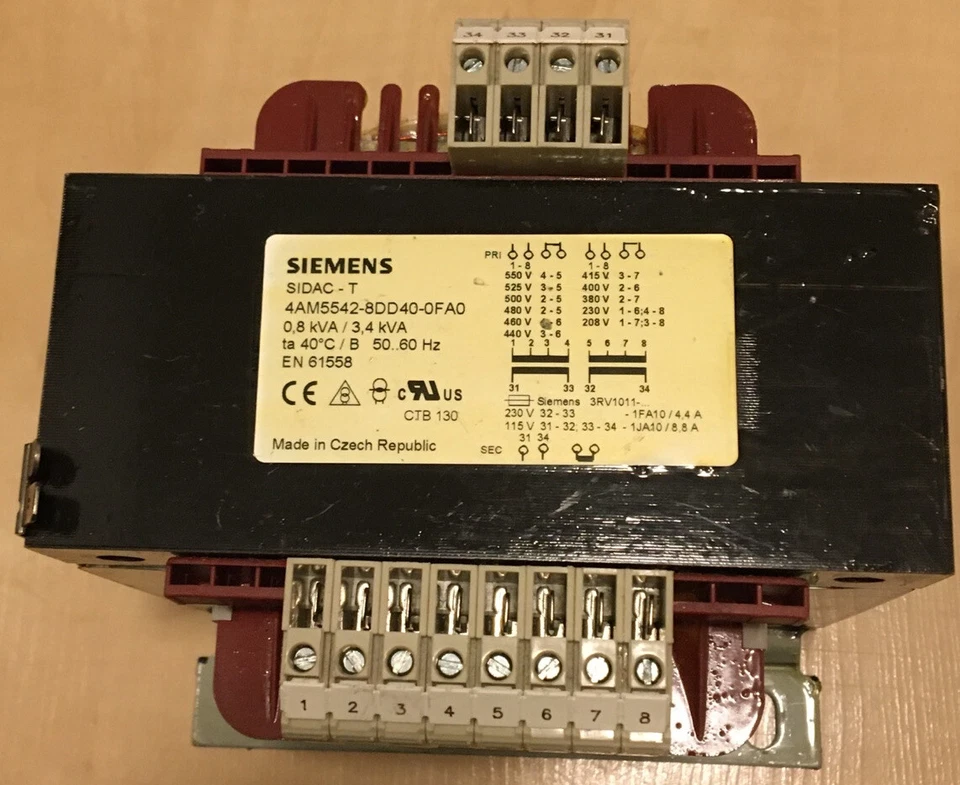 34 33 32 31
SIEMENS
SIDAC - T
4AM5542-8DD40-0FA0
0,8 kVA / 3,4 kVA
ta 40°C / B 50..60 Hz
EN 61558
CE c RU US
CTB 130
Made in Czech Republic
PRI
1 - 8 1 - 8
550 V 4 - 5 415 V 3 - 7
525 V 3 - 5 400 V 2 - 6
500 V 2 - 5 380 V 2 - 7
480 V 2 - 5 230 V 1 - 6;4 - 8
460 V - 6 208 V 1 - 7;3 - 8
440 V 3 - 6
1 2 3 4 5 6 7 8
31 33 32 34
Siemens 3RV1011-...
230 V 32 - 33 - 1FA10 / 4,4 A
115 V 31 - 32; 33 - 34 - 1JA10 / 8,8 A
31 34
SEC
1 2 3 4 5 6 7 8